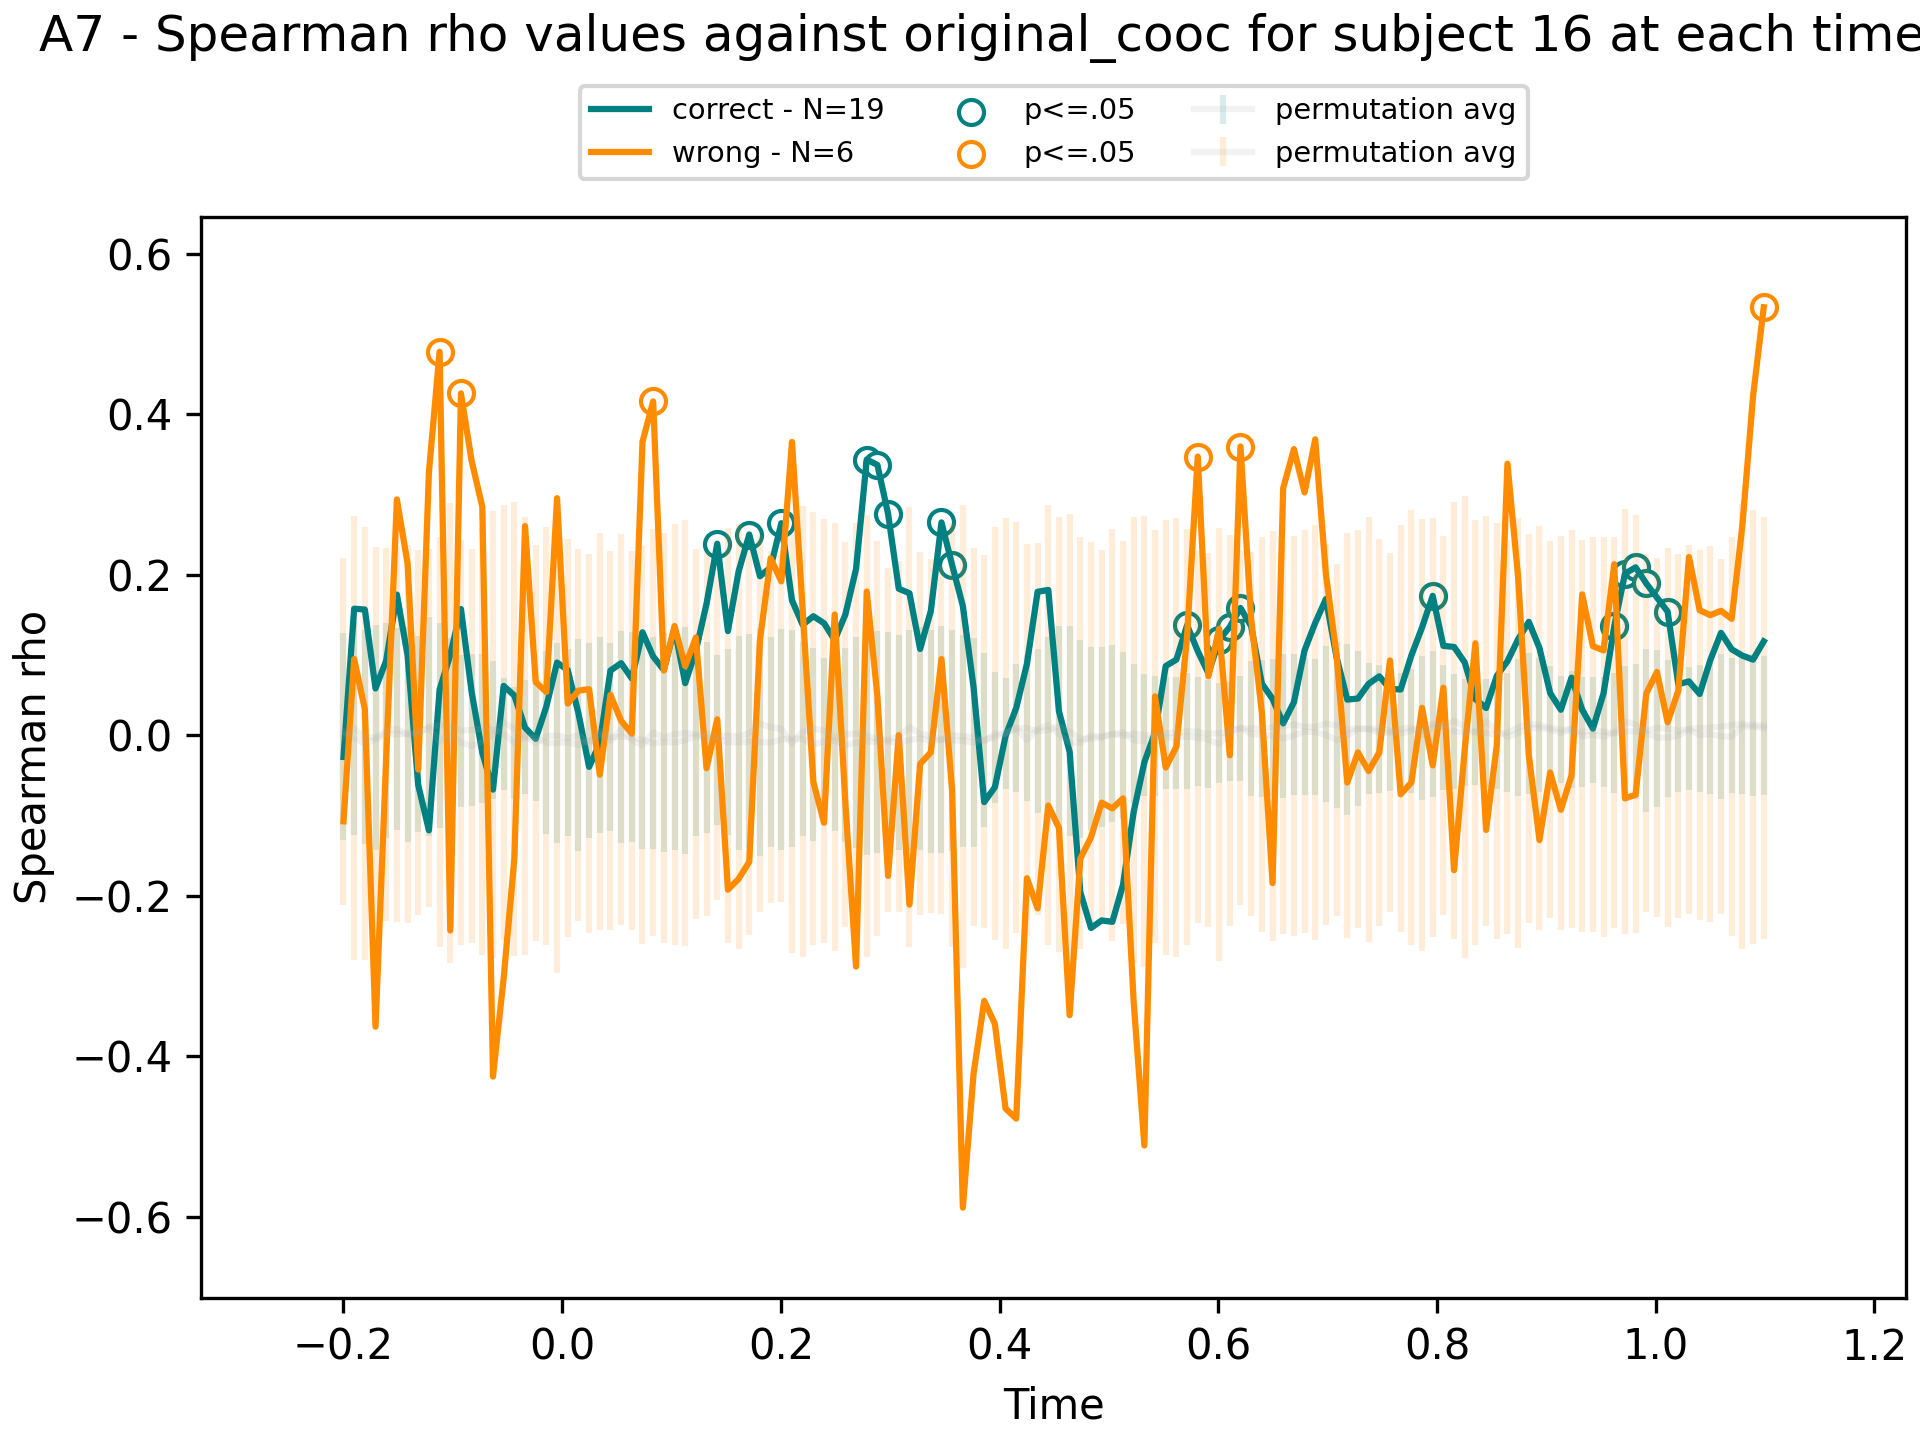 A7 - Spearman rho values against original_cooc for subject 16 at each time
correct - N=19
wrong - N=6
p<=.05
p<=.05
permutation avg
permutation avg
Spearman rho
0.6
0.4
0.2
0.0
−0.2
−0.4
−0.6
−0.2
0.0
0.2
0.4
0.6
0.8
1.0
1.2
Time